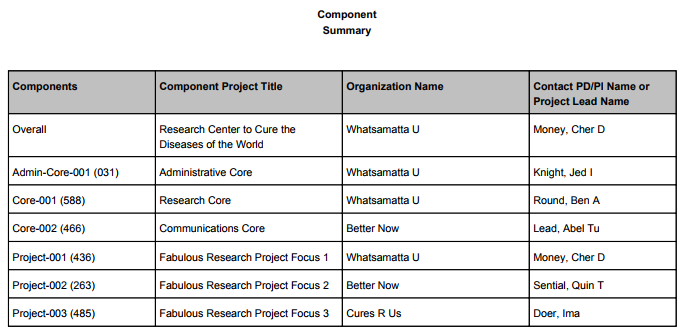 Component
Summary
Components Component Project Title Organization Name Contact PD/PI Name or
Project Lead Name
Overall Research Center to Cure the Whatsamatta U Money, Cher D
Diseases of the World
Admin-Core-001 (031) Administrative Core Whatsamatta U Knight, Jed I
Core-001 (588) Research Core Whatsamatta U Round, Ben A
Core-002 (466) Communications Core Better Now Lead, Abel Tu
Project-001 (436) Fabulous Research Project Focus 1 Whatsamatta U Money, Cher D
Project-002 (263) Fabulous Research Project Focus 2 Better Now Sential, Quin T
Project-003 (485) Fabulous Research Project Focus 3 Cures R Us Doer, Ima